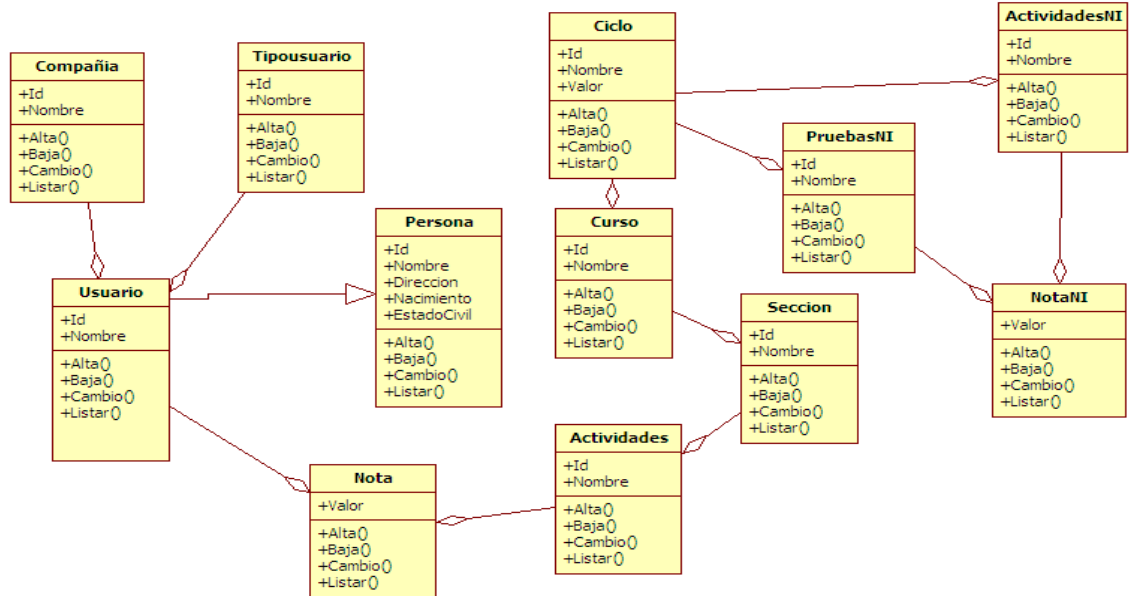 Compañia
+Id
+Nombre
+Alta()
+Baja()
+Cambio()
+Listar()
Tipousuario
+Id
+Nombre
+Alta()
+Baja()
+Cambio()
+Listar()
Ciclo
+Id
+Nombre
+Valor
+Alta()
+Baja()
+Cambio()
+Listar()
ActividadesNI
+Id
+Nombre
+Alta()
+Baja()
+Cambio()
+Listar()
PruebasNI
+Id
+Nombre
+Alta()
+Baja()
+Cambio()
+Listar()
Persona
+Id
+Nombre
+Direccion
+Nacimiento
+EstadoCivil
+Alta()
+Baja()
+Cambio()
+Listar()
Curso
+Id
+Nombre
+Alta()
+Baja()
+Cambio()
+Listar()
Usuario
+Id
+Nombre
+Alta()
+Baja()
+Cambio()
+Listar()
Seccion
+Id
+Nombre
+Alta()
+Baja()
+Cambio()
+Listar()
NotaNI
+Valor
+Alta()
+Baja()
+Cambio()
+Listar()
Nota
+Valor
+Alta()
+Baja()
+Cambio()
+Listar()
Actividades
+Id
+Nombre
+Alta()
+Baja()
+Cambio()
+Listar()